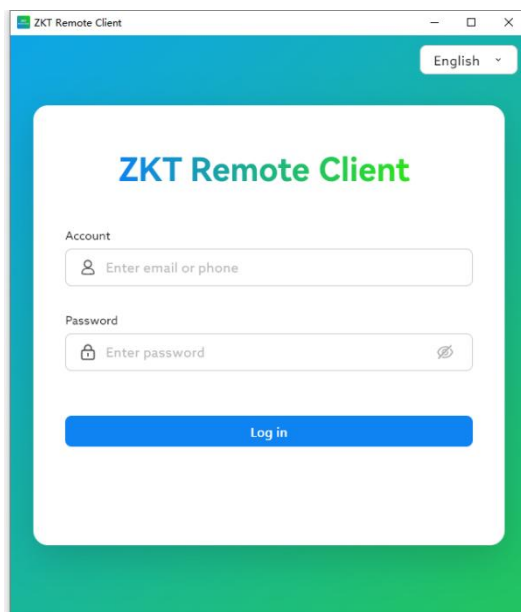 ZKT Remote Client
English
ZKT Remote Client
Account
Enter email or phone
Password
Enter password
Log in